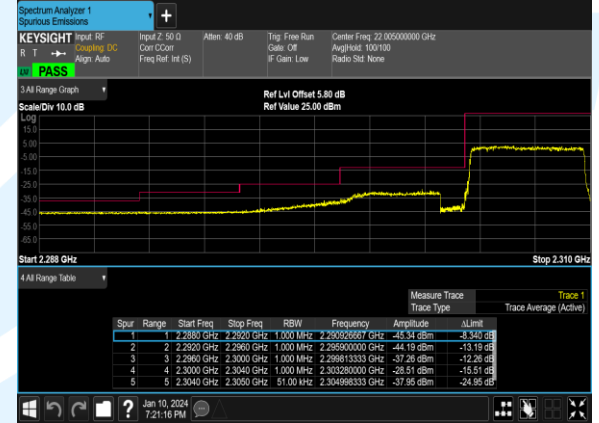 Spectrum Analyzer 1
Spurious Emissions
+
KEYSIGHT Input: RF Input Z: 50 Ω Atten: 40 dB Trig: Free Run Center Freq: 22.005000000 GHz
R T Coupling: DC Corr CCorr Gate: Off Avg|Hold: 100/100
Align: Auto Freq Ref: Int (S) IF Gain: Low Radio Std: None
PASS
3 All Range Graph
Ref Lvl Offset 5.80 dB
Scale/Div 10.0 dB Ref Value 25.00 dBm
Log
15.0
5.00
-5.00
-15.0
-25.0
-35.0
-45.0
-55.0
-65.0
Start 2.288 GHz Stop 2.310 GHz
4 All Range Table
Measure Trace Trace 1
Trace Type Trace Average (Active)
Spur Range Start Freq Stop Freq RBW Frequency Amplitude ΔLimit
1 1 2.2880 GHz 2.2920 GHz 1.000 MHz 2.290926667 GHz -45.34 dBm -8.340 dB
2 2 2.2920 GHz 2.2960 GHz 1.000 MHz 2.295900000 GHz -44.19 dBm -13.19 dB
3 3 2.2960 GHz 2.3000 GHz 1.000 MHz 2.299813333 GHz -37.26 dBm -12.26 dB
4 4 2.3000 GHz 2.3040 GHz 1.000 MHz 2.303280000 GHz -28.51 dBm -15.51 dB
5 5 2.3040 GHz 2.3050 GHz 51.00 kHz 2.304998333 GHz -37.95 dBm -24.95 dB
? Jan 10, 2024
7:21:16 PM